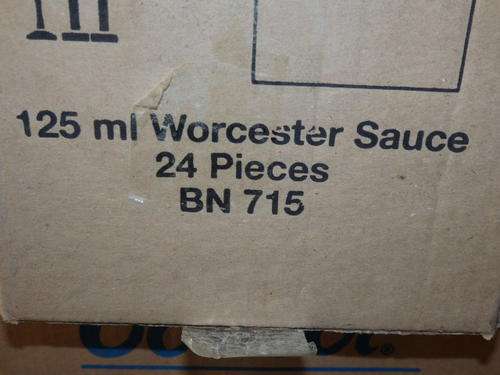 125 ml Worcester Sauce
24 Pieces
BN 715